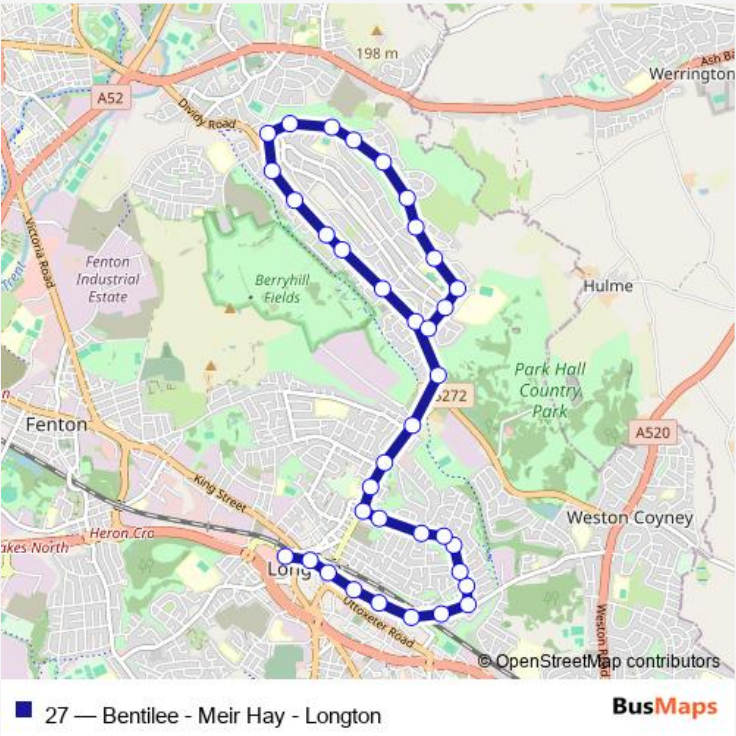 198 m
Ash Ba
Werrington
A52
Dividy Road
Victoria Road
Trent
Fenton
Industrial
Estate
Berryhill
Fields
Hulme
Park Hall
Country
Park
5272
A520
Fenton
King Street
Weston Coyney
Heron Cro
akes North
Long
Uttoxeter Road
Weston Road
© OpenStreetMap contributors
27 — Bentilee - Meir Hay - Longton
BusMaps